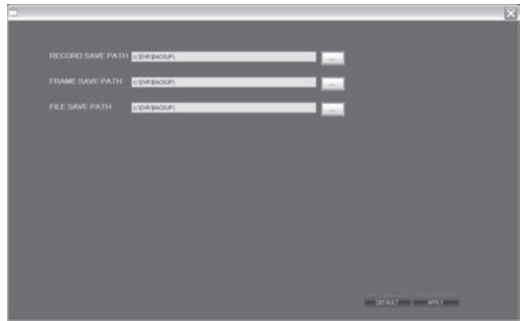 RECORD SAVE PATH c:\DVR\BACKUP\ ...
FRAME SAVE PATH c:\DVR\BACKUP\ ...
FILE SAVE PATH c:\DVR\BACKUP\ ...
DEFAULT APPLY